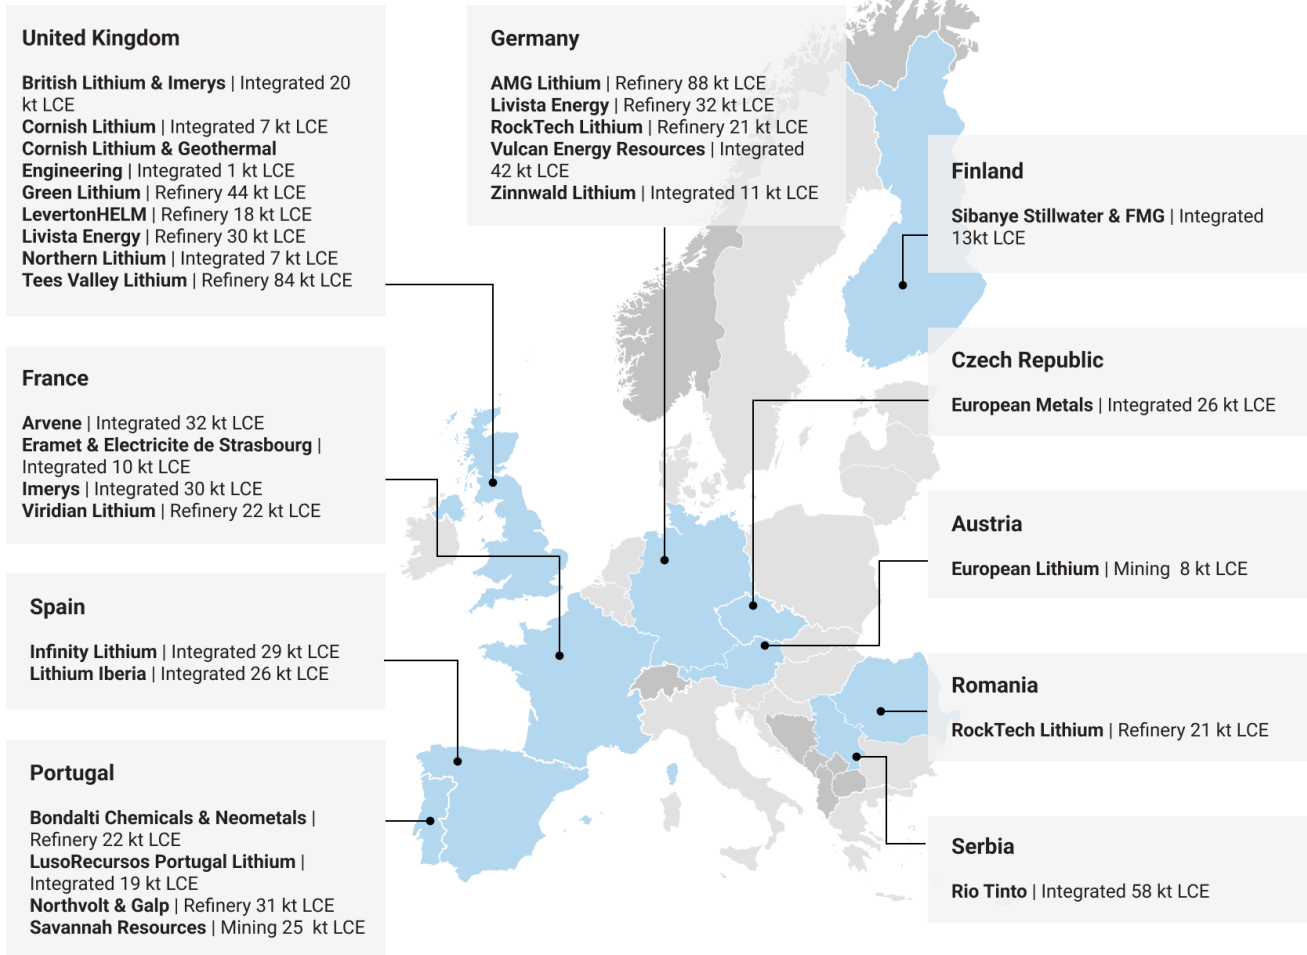 United Kingdom
British Lithium & Imerys | Integrated 20
kt LCE
Cornish Lithium | Integrated 7 kt LCE
Cornish Lithium & Geothermal
Engineering | Integrated 1 kt LCE
Green Lithium | Refinery 44 kt LCE
LevertonHELM | Refinery 18 kt LCE
Livista Energy | Refinery 30 kt LCE
Northern Lithium | Integrated 7 kt LCE
Tees Valley Lithium | Refinery 84 kt LCE
France
Arvene | Integrated 32 kt LCE
Eramet & Electricite de Strasbourg |
Integrated 10 kt LCE
Imerys | Integrated 30 kt LCE
Viridian Lithium | Refinery 22 kt LCE
Spain
Infinity Lithium | Integrated 29 kt LCE
Lithium Iberia | Integrated 26 kt LCE
Portugal
Bondalti Chemicals & Neometals |
Refinery 22 kt LCE
LusoRecursos Portugal Lithium |
Integrated 19 kt LCE
Northvolt & Galp | Refinery 31 kt LCE
Savannah Resources | Mining 25  kt LCE
Germany
AMG Lithium | Refinery 88 kt LCE
Livista Energy | Refinery 32 kt LCE
RockTech Lithium | Refinery 21 kt LCE
Vulcan Energy Resources | Integrated
42 kt LCE
Zinnwald Lithium | Integrated 11 kt LCE
Finland
Sibanye Stillwater & FMG | Integrated
13kt LCE
Czech Republic
European Metals | Integrated 26 kt LCE
Austria
European Lithium | Mining  8 kt LCE
Romania
RockTech Lithium | Refinery 21 kt LCE
Serbia
Rio Tinto | Integrated 58 kt LCE